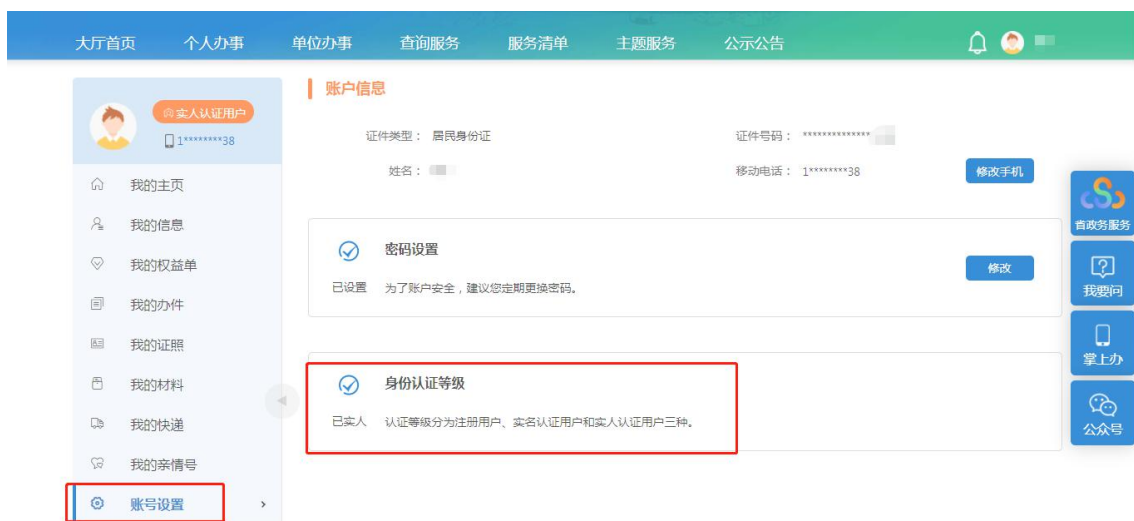 大厅首页 个人办事 单位办事 查询服务 服务清单 主题服务 公示公告
实人认证用户
1********38
我的主页
我的信息
我的权益单
我的办件
我的证照
我的材料
我的快递
我的亲情号
账号设置 >
账户信息
证件类型： 居民身份证 证件号码： **************
姓名： 移动电话： 1********38 修改手机
密码设置
已设置 为了账户安全，建议您定期更换密码。 修改
身份认证等级
已实人 认证等级分为注册用户、实名认证用户和实人认证用户三种。
省政务服务
我要问
掌上办
公众号